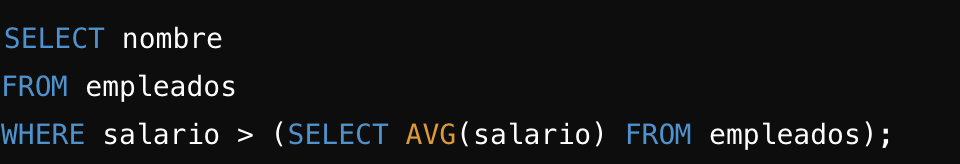 SELECT nombre
FROM empleados
WHERE salario > (SELECT AVG(salario) FROM empleados);